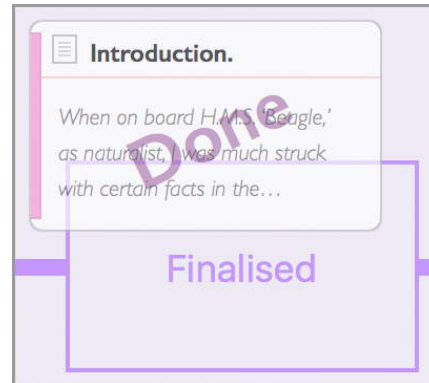 Introduction.
When on board H.M.S. 'Beagle,'
as naturalist, I was much struck
with certain facts in the…
Done
Finalised